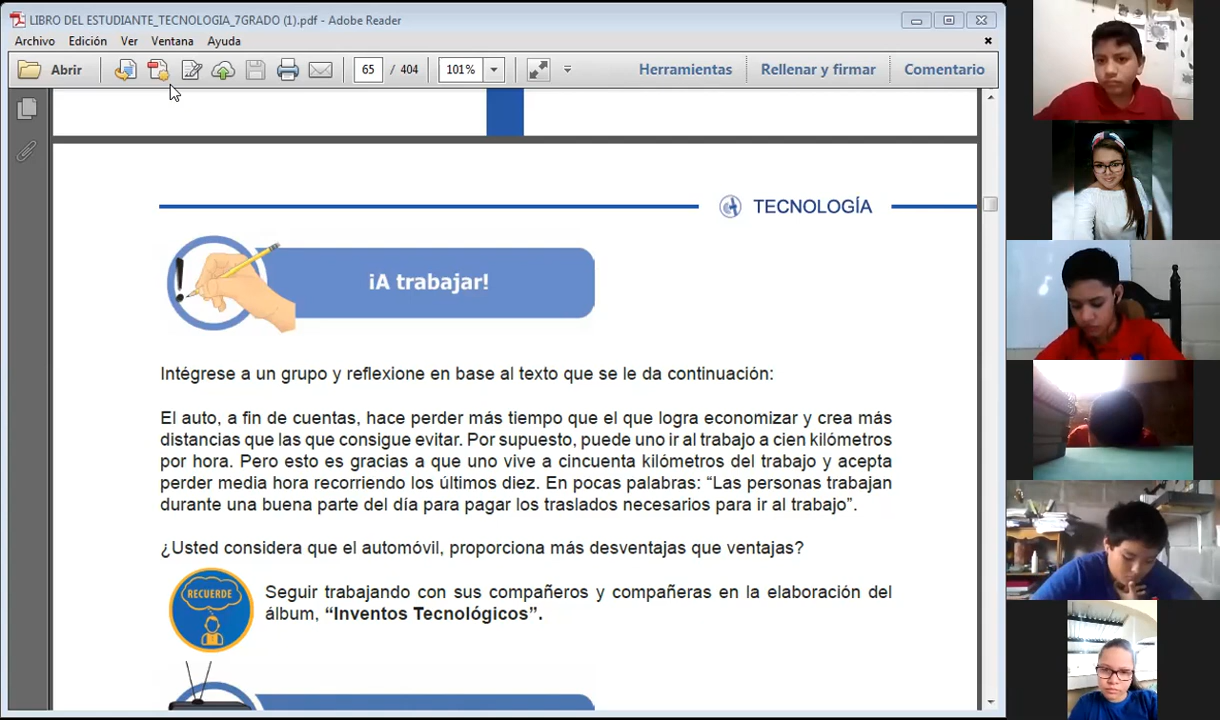 LIBRO DEL ESTUDIANTE_TECNOLOGIA_7GRADO (1).pdf - Adobe Reader
Archivo Edición Ver Ventana Ayuda
Abrir 65 / 404 101% Herramientas Rellenar y firmar Comentario
TECNOLOGÍA
¡A trabajar!
Intégrese a un grupo y reflexione en base al texto que se le da continuación:
El auto, a fin de cuentas, hace perder más tiempo que el que logra economizar y crea más
distancias que las que consigue evitar. Por supuesto, puede uno ir al trabajo a cien kilómetros
por hora. Pero esto es gracias a que uno vive a cincuenta kilómetros del trabajo y acepta
perder media hora recorriendo los últimos diez. En pocas palabras: “Las personas trabajan
durante una buena parte del día para pagar los traslados necesarios para ir al trabajo”.
¿Usted considera que el automóvil, proporciona más desventajas que ventajas?
RECUERDE
Seguir trabajando con sus compañeros y compañeras en la elaboración del
álbum, “Inventos Tecnológicos”.